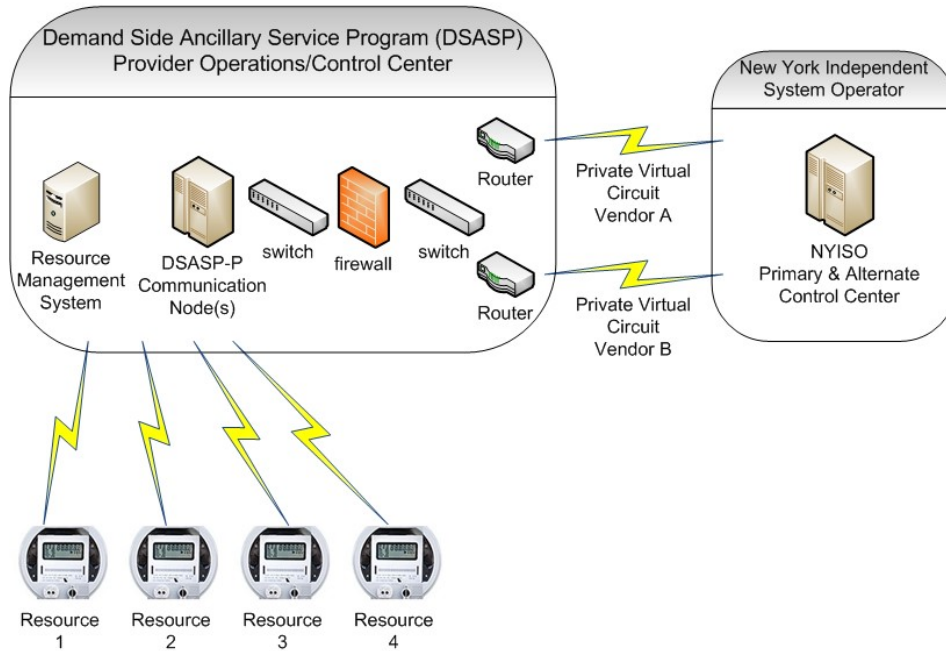 Demand Side Ancillary Service Program (DSASP)
Provider Operations/Control Center
New York Independent
System Operator
Router
Private Virtual
Circuit
Vendor A
switch
firewall
switch
Resource
Management
System
DSASP-P
Communication
Node(s)
Router
Private Virtual
Circuit
Vendor B
NYISO
Primary & Alternate
Control Center
Resource
1
Resource
2
Resource
3
Resource
4